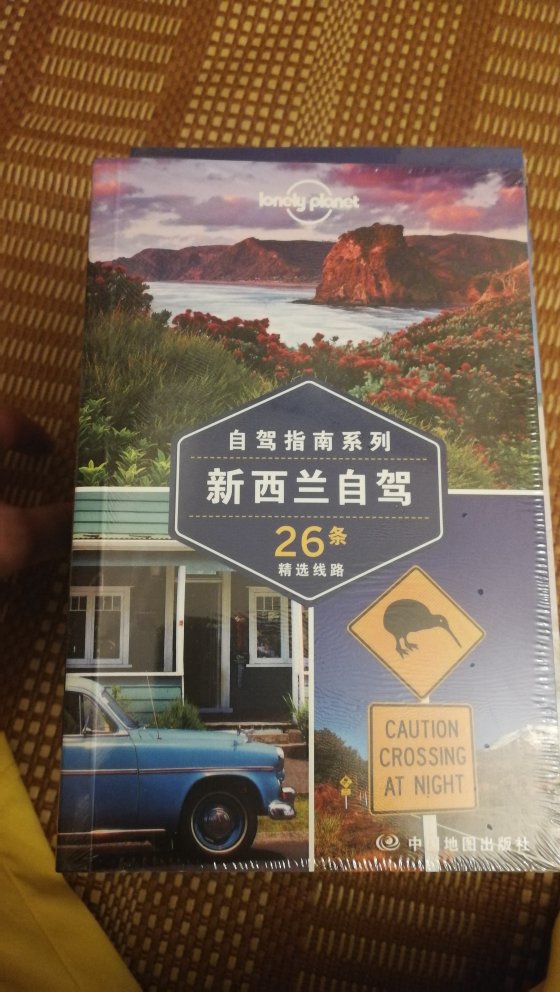 lonely planet
自驾指南系列
新西兰自驾
26条
精选线路
CAUTION
CROSSING
AT NIGHT
中国地图出版社